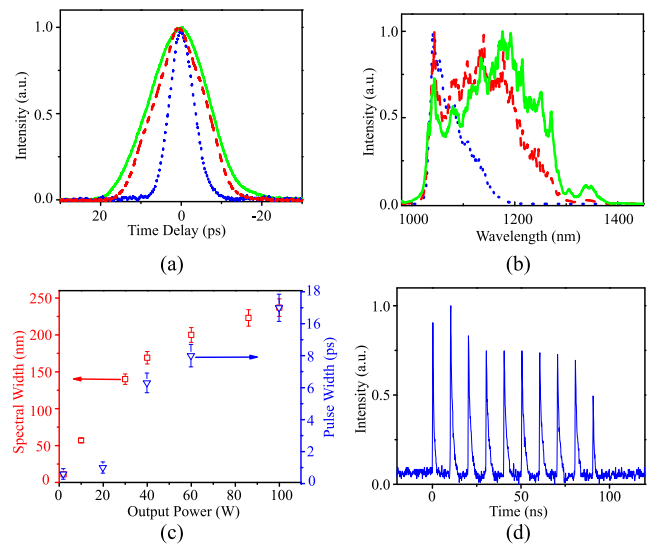 1.0
0.5
0.0
Intensity (a.u.)
20
0
-20
Time Delay (ps)
(a)
1.0
0.5
0.0
Intensity (a.u.)
1000
1200
1400
Wavelength (nm)
(b)
250
200
150
100
50
0
Spectral Width (nm)
18
16
8
6
4
2
1
0
Pulse Width (ps)
0 20 40 60 80 100
Output Power (W)
(c)
1.0
0.5
0.0
Intensity (a.u.)
0
50
100
Time (ns)
(d)